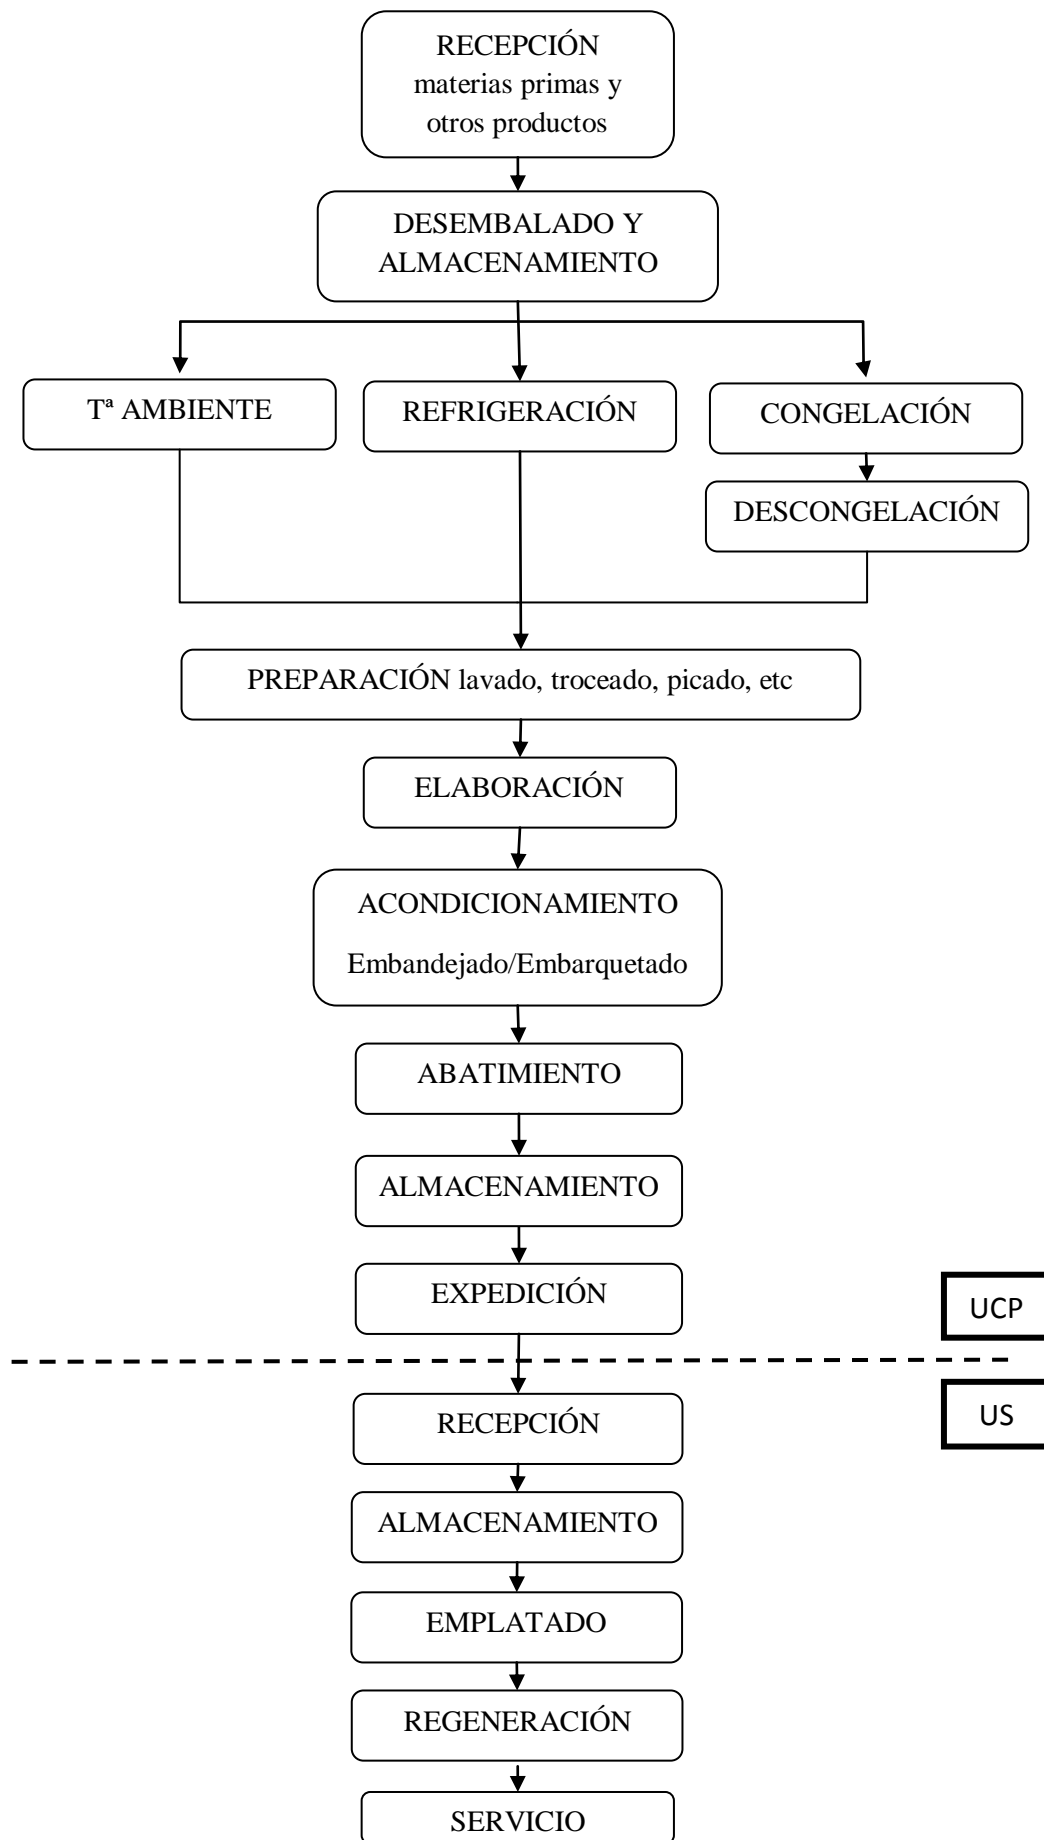 RECEPCIÓN
materias primas y
otros productos
DESEMBALADO Y
ALMACENAMIENTO
Tª AMBIENTE
REFRIGERACIÓN
CONGELACIÓN
DESCONGELACIÓN
PREPARACIÓN lavado, troceado, picado, etc
ELABORACIÓN
ACONDICIONAMIENTO
Embandejado/Embarquetado
ABATIMIENTO
ALMACENAMIENTO
EXPEDICIÓN
UCP
US
RECEPCIÓN
ALMACENAMIENTO
EMPLATADO
REGENERACIÓN
SERVICIO